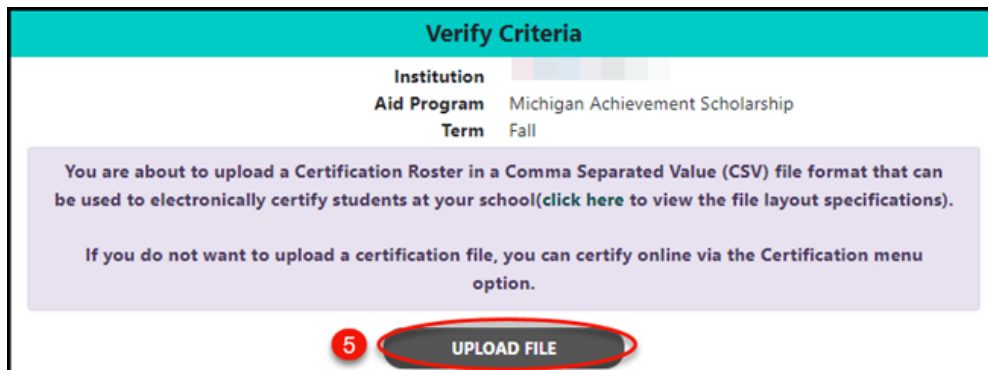 Verify Criteria
Institution
Aid Program Michigan Achievement Scholarship
Term Fall
You are about to upload a Certification Roster in a Comma Separated Value (CSV) file format that can
be used to electronically certify students at your school(click here to view the file layout specifications).
If you do not want to upload a certification file, you can certify online via the Certification menu
option.
5 UPLOAD FILE